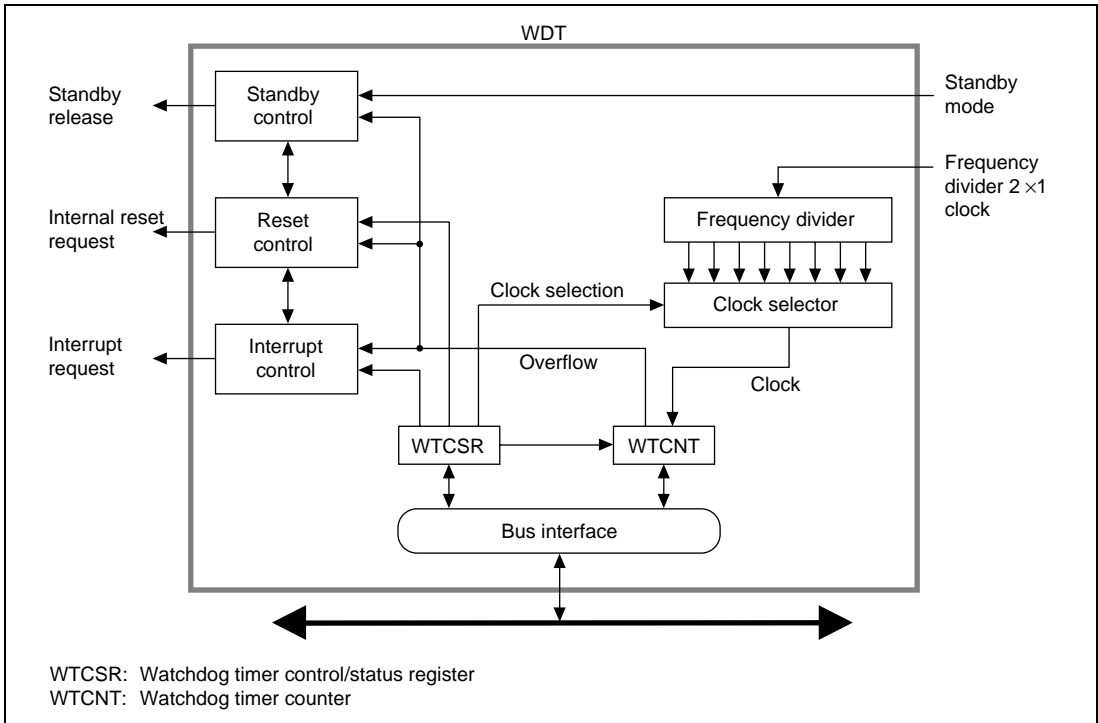 WDT
Standby
release
Standby
control
Standby
mode
Frequency
divider 2 ×1
clock
Internal reset
request
Reset
control
Frequency divider
Clock selection
Clock selector
Interrupt
request
Interrupt
control
Overflow
Clock
WTCSR
WTCNT
Bus interface
WTCSR: Watchdog timer control/status register
WTCNT: Watchdog timer counter